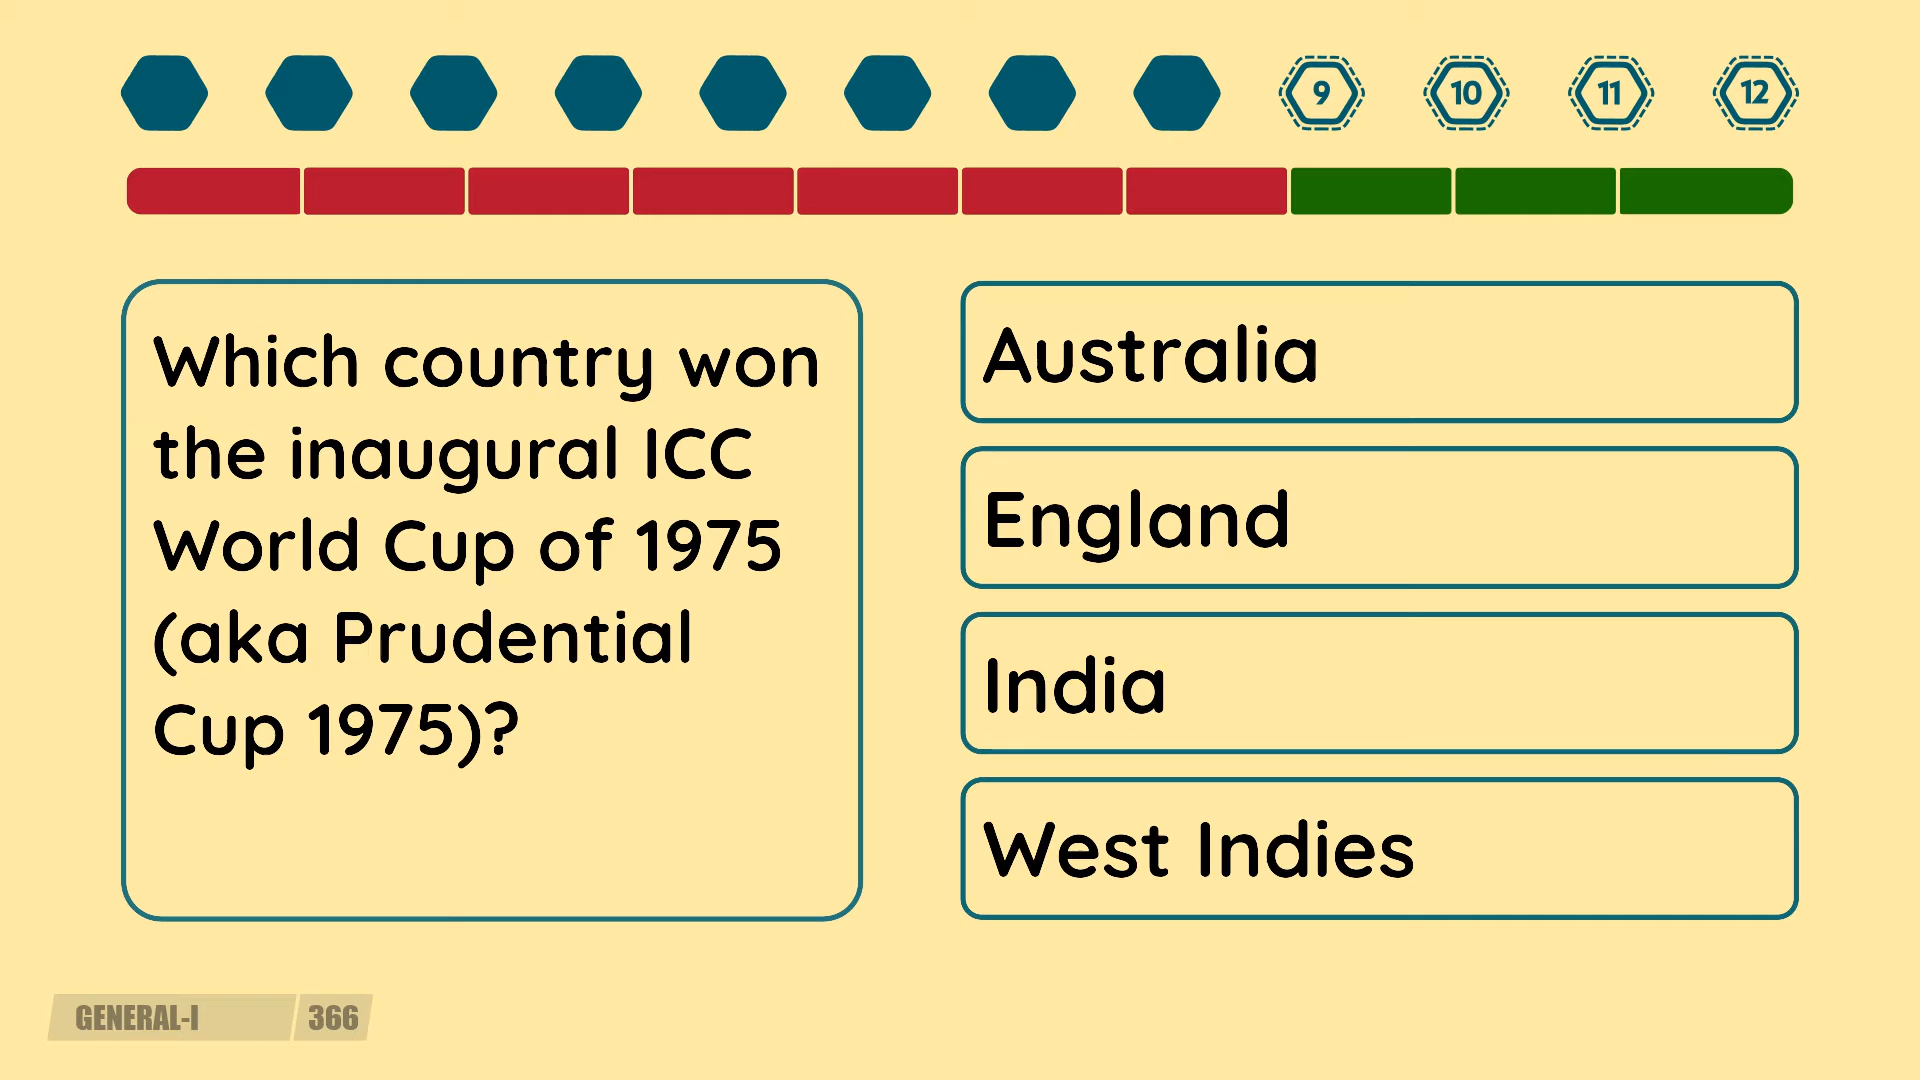 9 10 11 12
Which country won
the inaugural ICC
World Cup of 1975
(aka Prudential
Cup 1975)?
Australia
England
India
West Indies
GENERAL-I 366